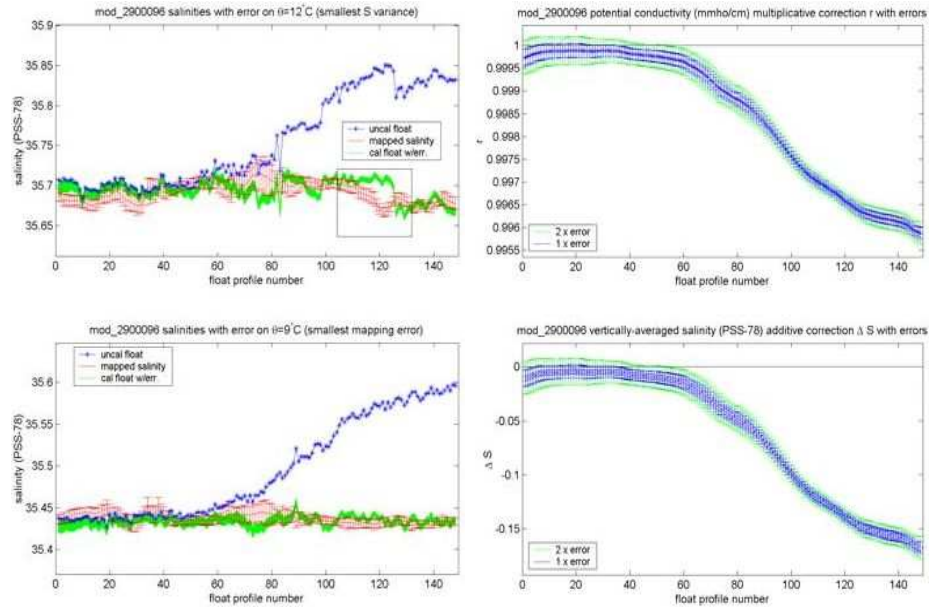 mod_2900096 salinities with error on θ=12°C (smallest S variance)
35.9
35.85
35.8
35.75
35.7
35.65
salinity (PSS-78)
uncal float
mapped salinity
cal float w/err.
0 20 40 60 80 100 120 140
float profile number
mod_2900096 potential conductivity (mmho/cm) multiplicative correction r with errors
1
0.9995
0.999
0.9985
0.998
0.9975
0.997
0.9965
0.996
0.9955
r
2 x error
1 x error
0 20 40 60 80 100 120 140
float profile number
mod_2900096 salinities with error on θ=9°C (smallest mapping error)
uncal float
mapped salinity
cal float w/err.
35.6
35.55
35.5
35.45
35.4
salinity (PSS-78)
0 20 40 60 80 100 120 140
float profile number
mod_2900096 vertically-averaged salinity (PSS-78) additive correction Δ S with errors
0
-0.05
-0.1
-0.15
Δ S
2 x error
1 x error
0 20 40 60 80 100 120 140
float profile number